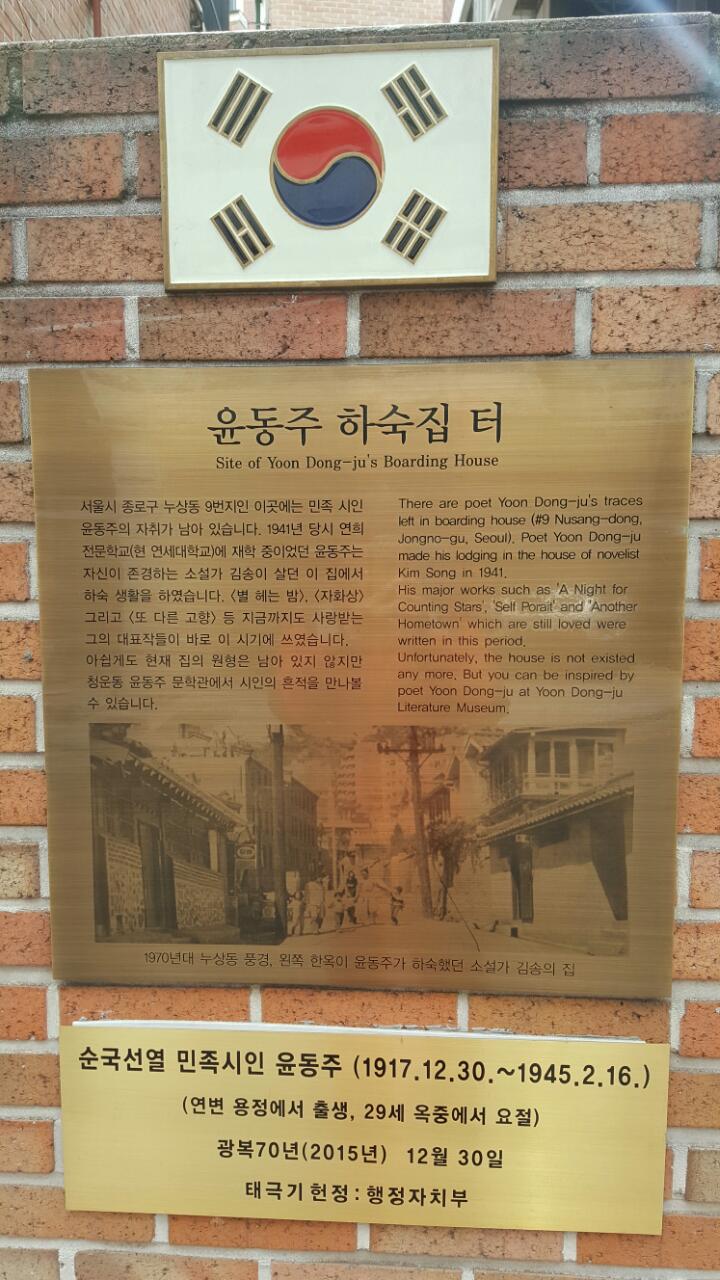 윤동주 하숙집 터
Site of Yoon Dong-ju's Boarding House
서울시 종로구 누상동 9번지인 이곳에는 민족 시인
윤동주의 자취가 남아 있습니다. 1941년 당시 연희
전문학교(현 연세대학교)에 재학 중이었던 윤동주는
자신이 존경하는 소설가 김송이 살던 이 집에서
하숙 생활을 하였습니다. 〈별 헤는 밤〉, 〈자화상〉
그리고 〈또 다른 고향〉 등 지금까지도 사랑받는
그의 대표작들이 바로 이 시기에 쓰였습니다.
아쉽게도 현재 집의 원형은 남아 있지 않지만
청운동 윤동주 문학관에서 시인의 흔적을 만나볼
수 있습니다.
There are poet Yoon Dong-ju's traces
left in boarding house (#9 Nusang-dong,
Jongno-gu, Seoul). Poet Yoon Dong-ju
made his lodging in the house of novelist
Kim Song in 1941.
His major works such as 'A Night for
Counting Stars', 'Self Porait' and 'Another
Hometown' which are still loved were
written in this period.
Unfortunately, the house is not existed
any more. But you can be inspired by
poet Yoon Dong-ju at Yoon Dong-ju
Literature Museum.
1970년대 누상동 풍경, 왼쪽 한옥이 윤동주가 하숙했던 소설가 김송의 집
순국선열 민족시인 윤동주 (1917.12.30.~1945.2.16.)
(연변 용정에서 출생, 29세 옥중에서 요절)
광복70년(2015년) 12월 30일
태극기헌정:행정자치부